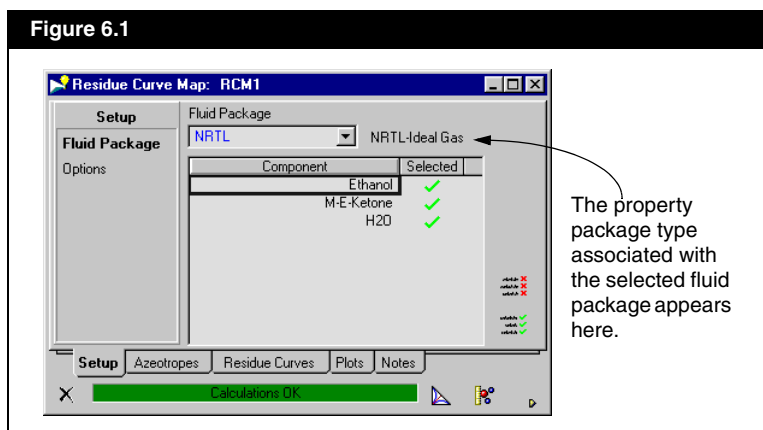 Figure 6.1
Residue Curve Map: RCM1
Setup
Fluid Package
Options
Fluid Package
NRTL
NRTL-Ideal Gas
Component Selected
Ethanol
M-E-Ketone
H2O
The property
package type
associated with
the selected fluid
package appears
here.
Setup Azeotropes Residue Curves Plots Notes
Calculations OK